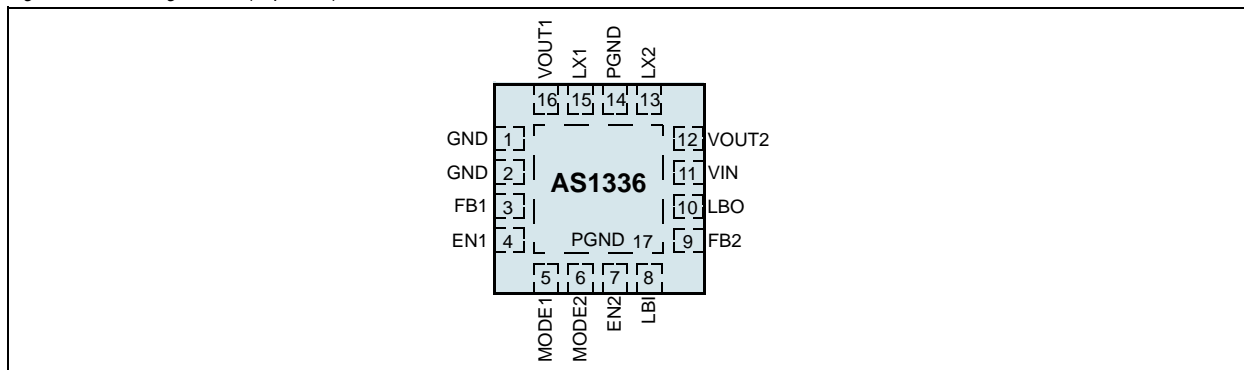 VOUT1
LX1
PGND
LX2
16 15 14 13
GND 1
GND 2
FB1 3
EN1 4
12 VOUT2
11 VIN
10 LBO
9 FB2
AS1336
PGND 17
5 6 7 8
MODE1
MODE2
EN2
LBI